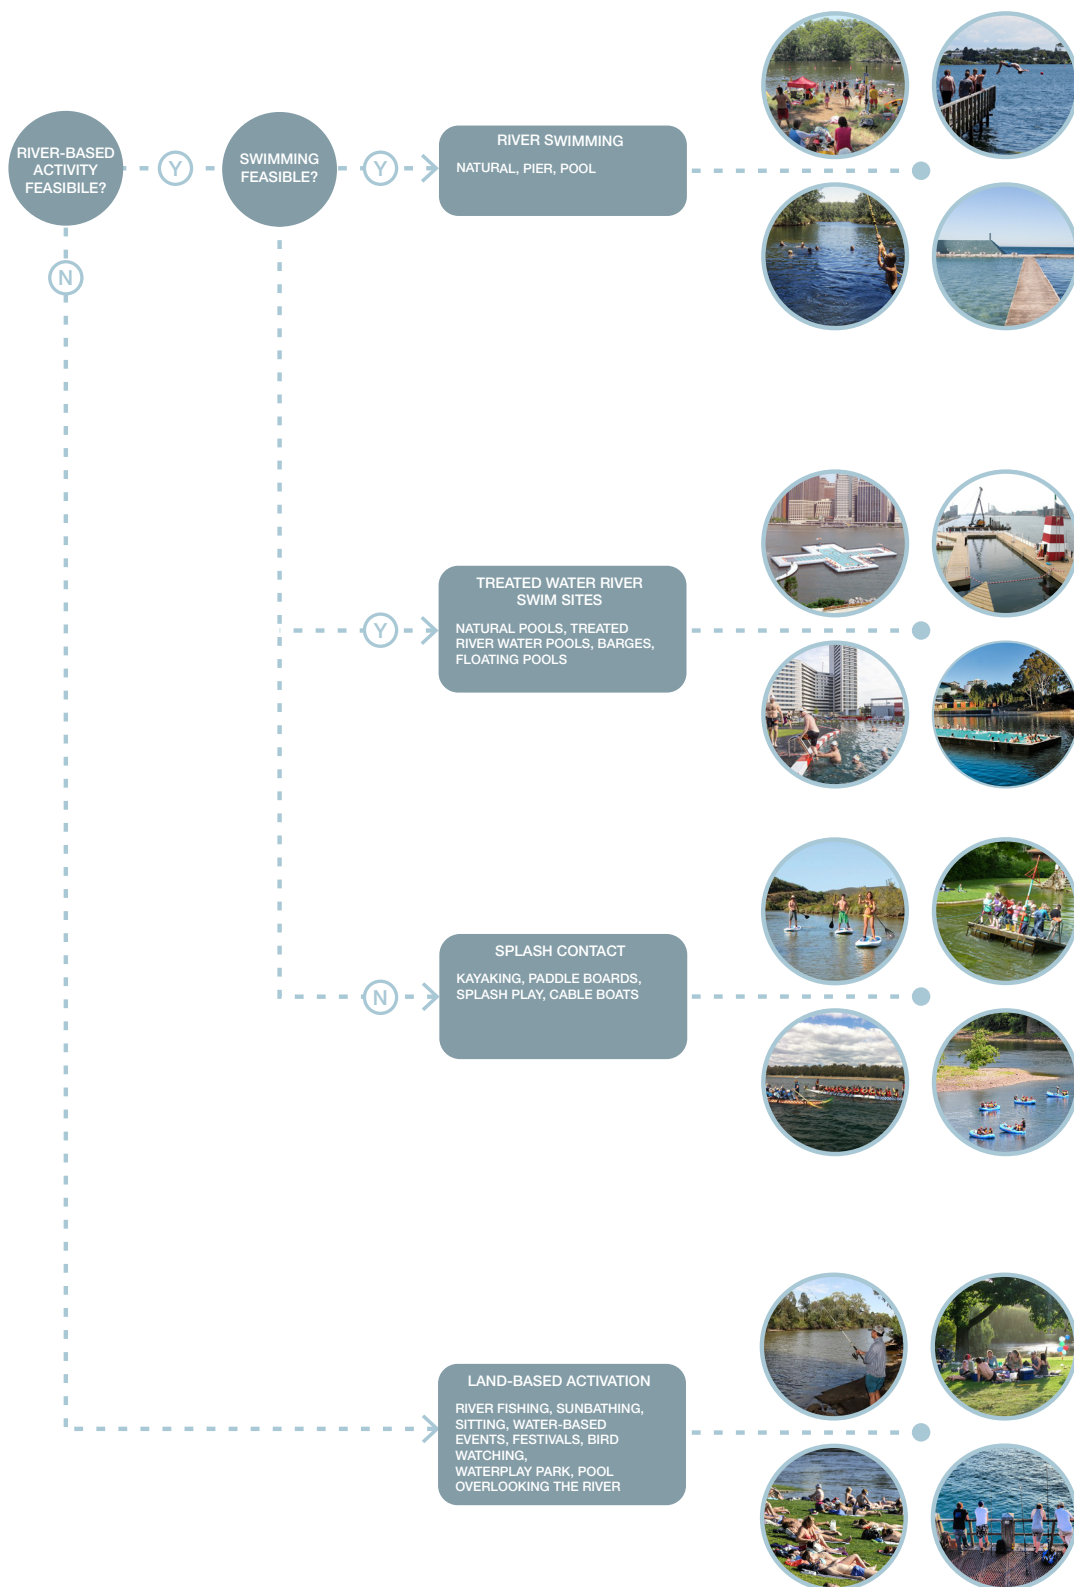 RIVER-BASED
ACTIVITY
FEASIBILE?
Y
SWIMMING
FEASIBLE?
Y
RIVER SWIMMING
NATURAL, PIER, POOL
N
Y
TREATED WATER RIVER
SWIM SITES
NATURAL POOLS, TREATED
RIVER WATER POOLS, BARGES,
FLOATING POOLS
N
SPLASH CONTACT
KAYAKING, PADDLE BOARDS,
SPLASH PLAY, CABLE BOATS
LAND-BASED ACTIVATION
RIVER FISHING, SUNBATHING,
SITTING, WATER-BASED
EVENTS, FESTIVALS, BIRD
WATCHING,
WATERPLAY PARK, POOL
OVERLOOKING THE RIVER